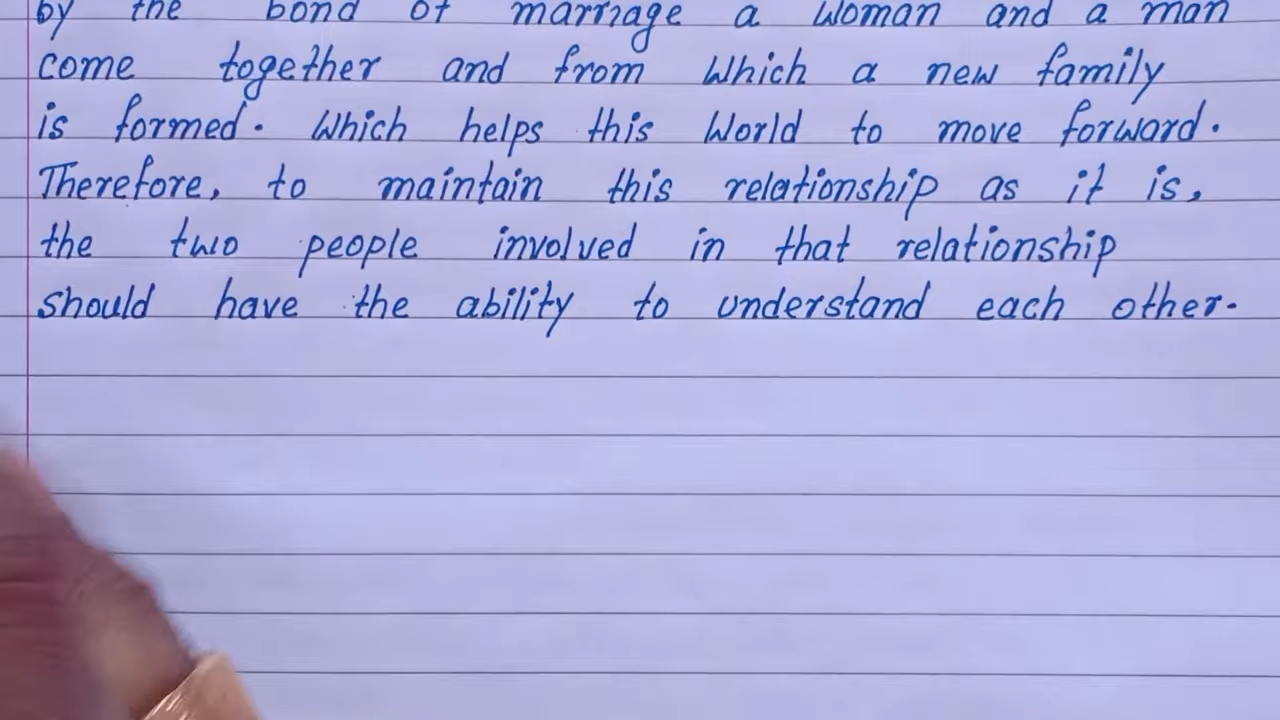 by the bond of marriage a woman and a man
come together and from which a new family
is formed. Which helps this world to move forward.
Therefore, to maintain this relationship as it is,
the two people involved in that relationship
should have the ability to understand each other.